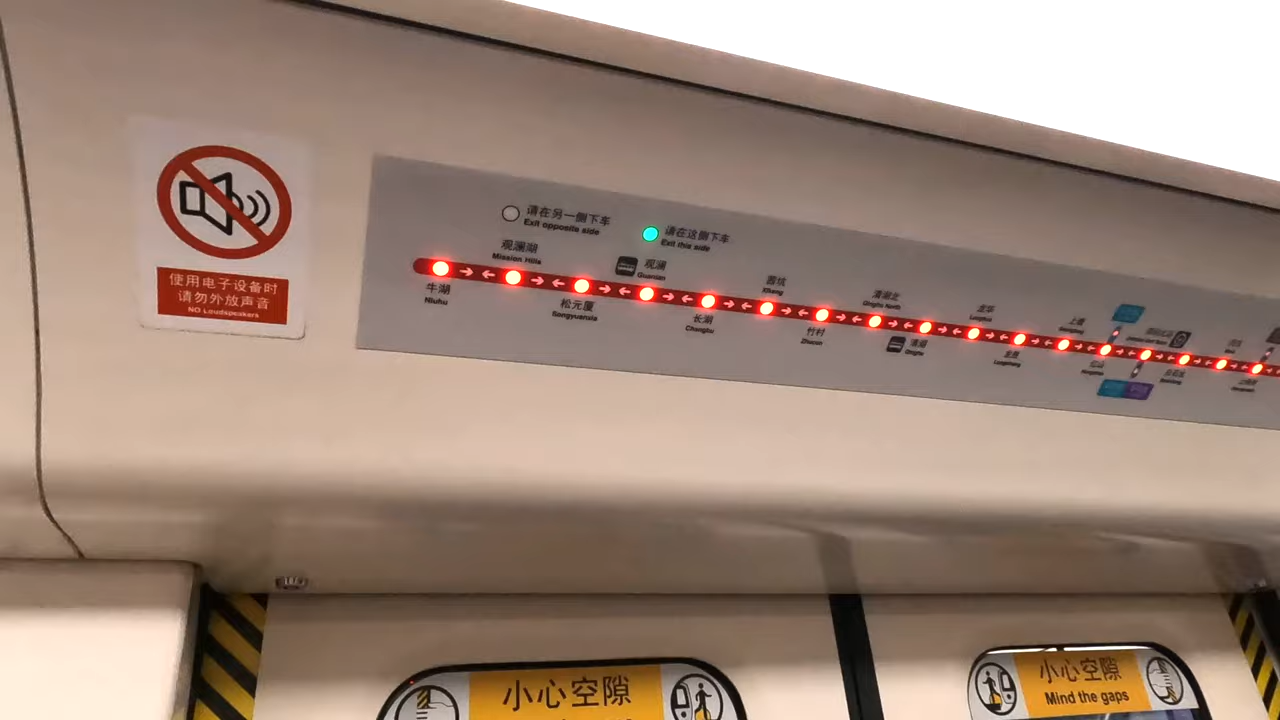 使用电子设备时
请勿外放声音
NO Loudspeakers
请在另一侧下车
Exit opposite side
请在这侧下车
Exit this side
观澜湖
Mission Hills
观澜
Guanlan
茜坑
Xikeng
清湖北
Qinghu North
龙华
Longhua
上塘
牛湖
Niuhu
松元厦
Songyuanxia
长湖
Changhu
竹村
Zhucun
清湖
Qinghu
龙胜
Longsheng
红山
小心空隙
小心空隙
Mind the gaps